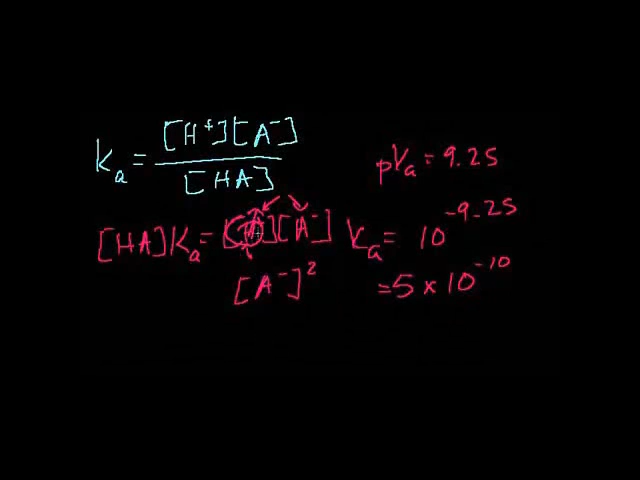 Ka = [H+][A-] / [HA]
pKa = 9.25
[HA]Ka = [A-]
[A-]²
Ka = 10^-9.25
= 5 × 10^-10